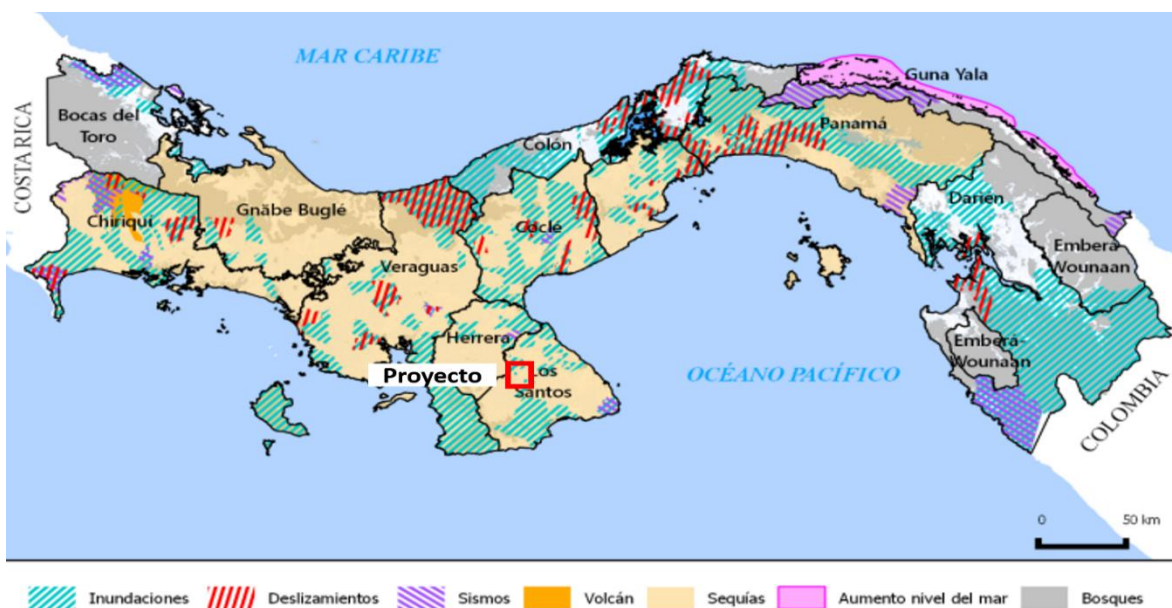 MAR CARIBE
Guna Yala
Bocas del
Toro
COSTA RICA
Colón
Panamá
Chiriquí
Gnäbe Buglé
Coclé
Darién
Veraguas
Emberá
Wounaan
Herrera
Emberá-
Wounaan
Proyecto
Los
Santos
OCÉANO PACÍFICO
COLOMBIA
0 50 km
Inundaciones Deslizamientos Sismos Volcán Sequías Aumento nivel del mar Bosques